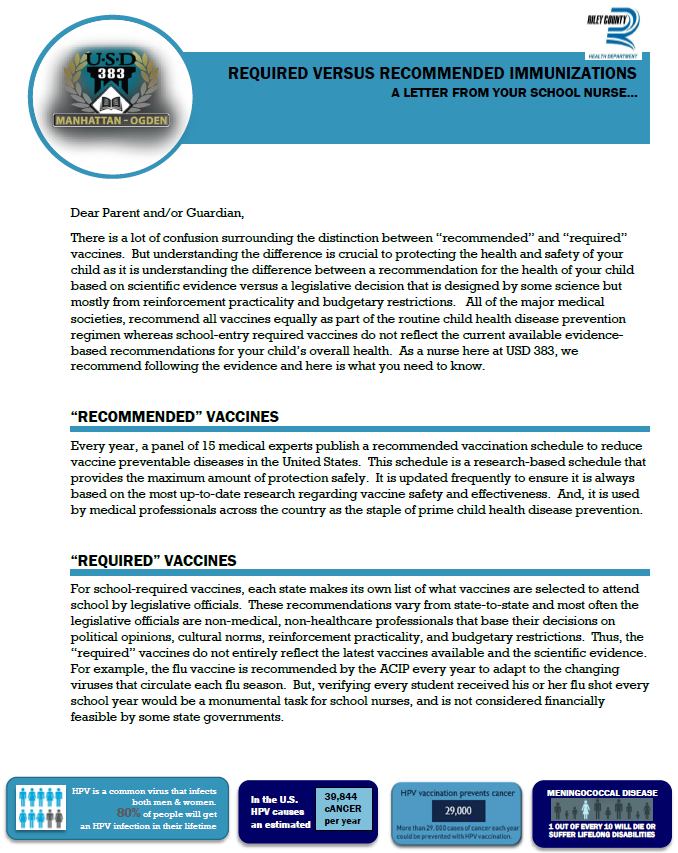 RILEY COUNTY
HEALTH DEPARTMENT
U·S·D
383
MANHATTAN - OGDEN
REQUIRED VERSUS RECOMMENDED IMMUNIZATIONS
A LETTER FROM YOUR SCHOOL NURSE...
Dear Parent and/or Guardian,
There is a lot of confusion surrounding the distinction between “recommended” and “required”
vaccines.  But understanding the difference is crucial to protecting the health and safety of your
child as it is understanding the difference between a recommendation for the health of your child
based on scientific evidence versus a legislative decision that is designed by some science but
mostly from reinforcement practicality and budgetary restrictions.   All of the major medical
societies, recommend all vaccines equally as part of the routine child health disease prevention
regimen whereas school-entry required vaccines do not reflect the current available evidence-
based recommendations for your child’s overall health.  As a nurse here at USD 383, we
recommend following the evidence and here is what you need to know.
“RECOMMENDED” VACCINES
Every year, a panel of 15 medical experts publish a recommended vaccination schedule to reduce
vaccine preventable diseases in the United States.  This schedule is a research-based schedule that
provides the maximum amount of protection safely.  It is updated frequently to ensure it is always
based on the most up-to-date research regarding vaccine safety and effectiveness.  And, it is used
by medical professionals across the country as the staple of prime child health disease prevention.
“REQUIRED” VACCINES
For school-required vaccines, each state makes its own list of what vaccines are selected to attend
school by legislative officials.  These recommendations vary from state-to-state and most often the
legislative officials are non-medical, non-healthcare professionals that base their decisions on
political opinions, cultural norms, reinforcement practicality, and budgetary restrictions.  Thus, the
“required” vaccines do not entirely reflect the latest vaccines available and the scientific evidence.
For example, the flu vaccine is recommended by the ACIP every year to adapt to the changing
viruses that circulate each flu season.  But, verifying every student received his or her flu shot every
school year would be a monumental task for school nurses, and is not considered financially
feasible by some state governments.
HPV is a common virus that infects
both men & women.
80% of people will get
an HPV infection in their lifetime
In the U.S.
HPV causes
an estimated
39,844
cANCER
per year
HPV vaccination prevents cancer
29,000
More than 29,000 cases of cancer each year
could be prevented with HPV vaccination.
MENINGOCOCCAL DISEASE
1 OUT OF EVERY 10 WILL DIE OR
SUFFER LIFELONG DISABILITIES